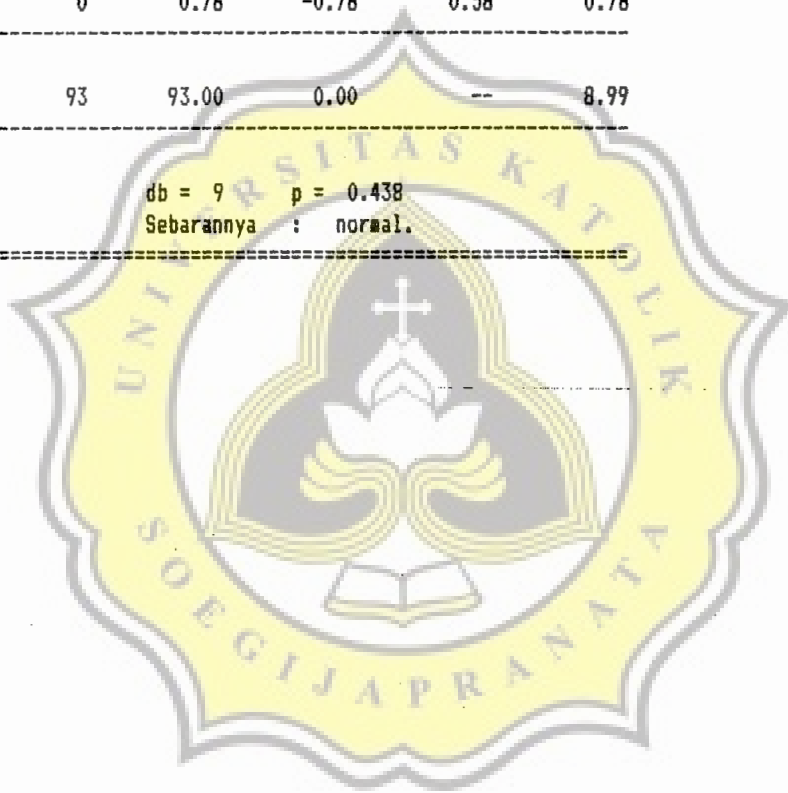 0 0.78 -0.78 0.58 0.78
93 93.00 0.00 -- 8.99
db = 9 p = 0.438
Sebarannya : normal.
UNIVERSITAS KATOLIK
SOEGIJAPRANATA